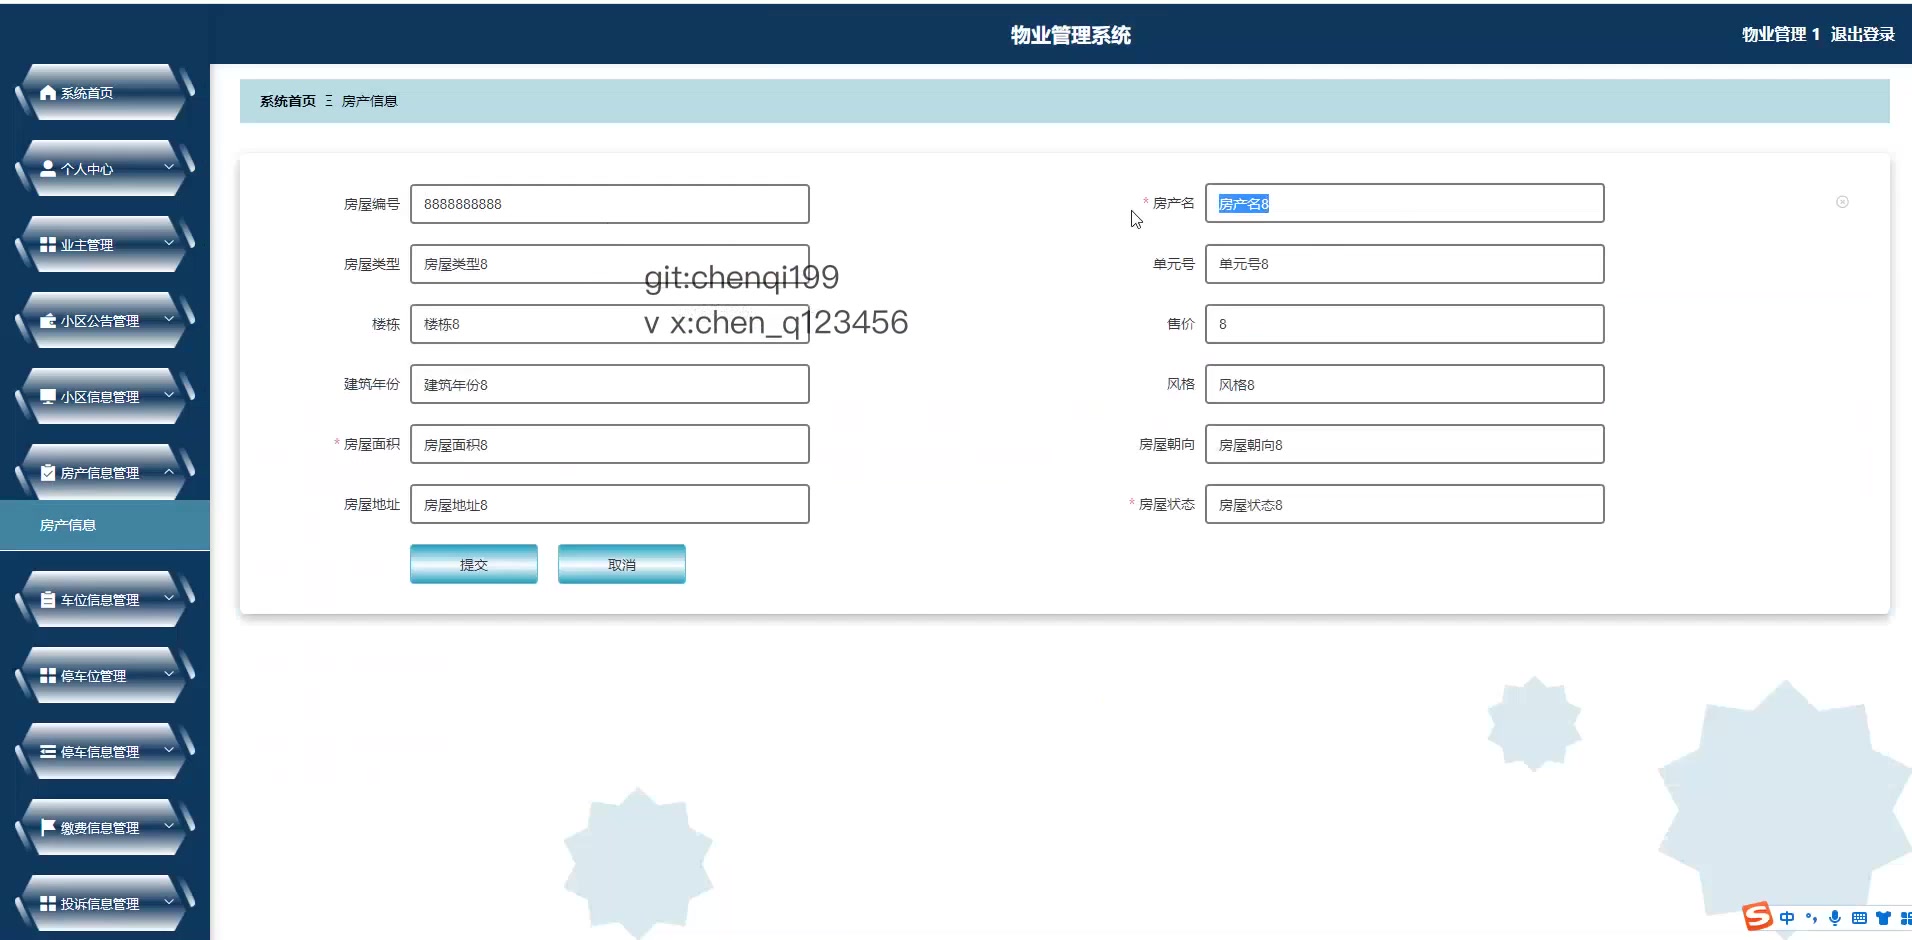 物业管理系统
物业管理 1 退出登录
系统首页
个人中心
业主管理
小区公告管理
小区信息管理
房产信息管理
房产信息
车位信息管理
停车位管理
停车信息管理
缴费信息管理
投诉信息管理
系统首页 Ξ 房产信息
房屋编号 8888888888 * 房产名 房产名8
房屋类型 房屋类型8 单元号 单元号8
git:chenqi199
楼栋 楼栋8 售价 8
v x:chen_q123456
建筑年份 建筑年份8 风格 风格8
* 房屋面积 房屋面积8 房屋朝向 房屋朝向8
房屋地址 房屋地址8 * 房屋状态 房屋状态8
提交 取消
S 中